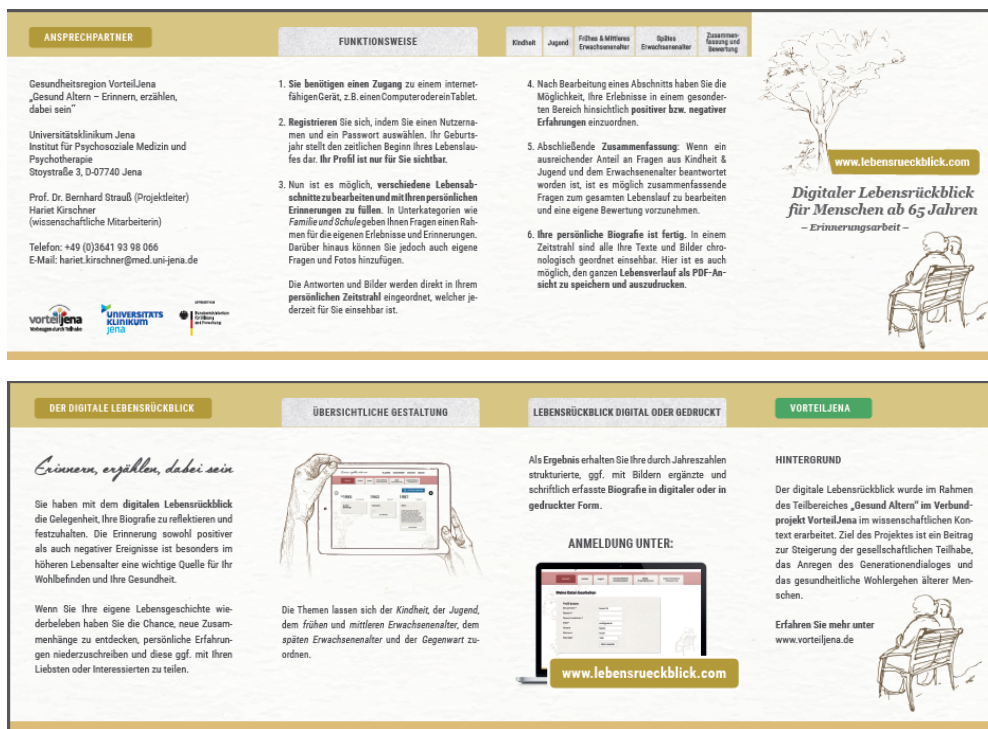 ANSPRECHPARTNER
Gesundheitsregion VorteilJena
„Gesund Altern – Erinnern, erzählen,
dabei sein“
Universitätsklinikum Jena
Institut für Psychosoziale Medizin und
Psychotherapie
Stoystraße 3, D-07740 Jena
Prof. Dr. Bernhard Strauß (Projektleiter)
Hariet Kirschner
(wissenschaftliche Mitarbeiterin)
Telefon: +49 (0)3641 93 98 066
E-Mail: hariet.kirschner@med.uni-jena.de
vorteiljena
Vorbeugen durch Teilhabe
UNIVERSITÄTS
KLINIKUM
jena
Bundesministerium
für Bildung
und Forschung
FUNKTIONSWEISE
1. Sie benötigen einen Zugang zu einem internet-
fähigen Gerät, z.B. einen Computer oder ein Tablet.
2. Registrieren Sie sich, indem Sie einen Nutzerna-
men und ein Passwort auswählen. Ihr Geburts-
jahr stellt den zeitlichen Beginn Ihres Lebenslau-
fes dar. Ihr Profil ist nur für Sie sichtbar.
3. Nun ist es möglich, verschiedene Lebensab-
schnitte zu bearbeiten und mit Ihren persönlichen
Erinnerungen zu füllen. In Unterkategorien wie
Familie und Schule geben Ihnen Fragen einen Rah-
men für die eigenen Erlebnisse und Erinnerungen.
Darüber hinaus können Sie jedoch auch eigene
Fragen und Fotos hinzufügen.
Die Antworten und Bilder werden direkt in Ihrem
persönlichen Zeitstrahl eingeordnet, welcher je-
derzeit für Sie einsehbar ist.
Kindheit
Jugend
Frühes & Mittleres
Erwachsenenalter
Spätes
Erwachsenenalter
Zusammen-
fassung und
Bewertung
4. Nach Bearbeitung eines Abschnitts haben Sie die
Möglichkeit, Ihre Erlebnisse in einem gesonder-
ten Bereich hinsichtlich positiver bzw. negativer
Erfahrungen einzuordnen.
5. Abschließende Zusammenfassung: Wenn ein
ausreichender Anteil an Fragen aus Kindheit &
Jugend und dem Erwachsenenalter beantwortet
worden ist, ist es möglich zusammenfassende
Fragen zum gesamten Lebenslauf zu bearbeiten
und eine eigene Bewertung vorzunehmen.
6. Ihre persönliche Biografie ist fertig. In einem
Zeitstrahl sind alle Ihre Texte und Bilder chro-
nologisch geordnet einsehbar. Hier ist es auch
möglich, den ganzen Lebensverlauf als PDF-An-
sicht zu speichern und auszudrucken.
www.lebensrueckblick.com
Digitaler Lebensrückblick
für Menschen ab 65 Jahren
– Erinnerungsarbeit –
DER DIGITALE LEBENSRÜCKBLICK
Erinnern, erzählen, dabei sein
Sie haben mit dem digitalen Lebensrückblick
die Gelegenheit, Ihre Biografie zu reflektieren und
festzuhalten. Die Erinnerung sowohl positiver
als auch negativer Ereignisse ist besonders im
höheren Lebensalter eine wichtige Quelle für Ihr
Wohlbefinden und Ihre Gesundheit.
Wenn Sie Ihre eigene Lebensgeschichte wie-
derbeleben haben Sie die Chance, neue Zusam-
menhänge zu entdecken, persönliche Erfahrun-
gen niederzuschreiben und diese ggf. mit Ihren
Liebsten oder Interessierten zu teilen.
ÜBERSICHTLICHE GESTALTUNG
Die Themen lassen sich der Kindheit, der Jugend,
dem frühen und mittleren Erwachsenenalter, dem
späten Erwachsenenalter und der Gegenwart zu-
ordnen.
LEBENSRÜCKBLICK DIGITAL ODER GEDRUCKT
Als Ergebnis erhalten Sie Ihre durch Jahreszahlen
strukturierte, ggf. mit Bildern ergänzte und
schriftlich erfasste Biografie in digitaler oder in
gedruckter Form.
ANMELDUNG UNTER:
www.lebensrueckblick.com
VORTEILJENA
HINTERGRUND
Der digitale Lebensrückblick wurde im Rahmen
des Teilbereiches „Gesund Altern“ im Verbund-
projekt VorteilJena im wissenschaftlichen Kon-
text erarbeitet. Ziel des Projektes ist ein Beitrag
zur Steigerung der gesellschaftlichen Teilhabe,
das Anregen des Generationendialoges und
das gesundheitliche Wohlergehen älterer Men-
schen.
Erfahren Sie mehr unter
www.vorteiljena.de